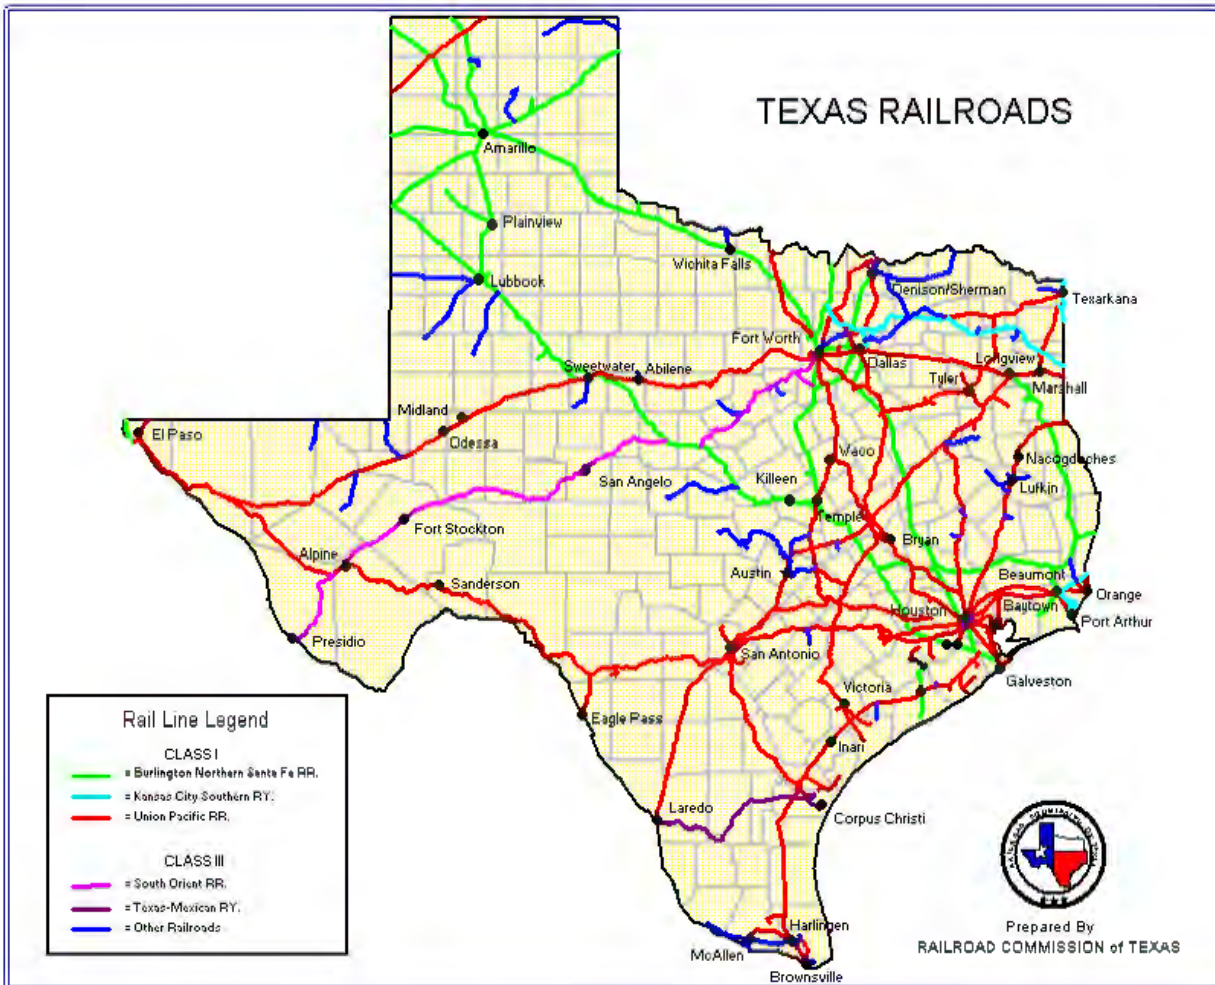 TEXAS RAILROADS
Amarillo
Plainview
Wichita Falls
Lubbock
Denison/Sherman
Texarkana
Fort Worth
Dallas
Longview
Sweetwater
Abilene
Tyler
Marshall
Midland
El Paso
Odessa
Waco
Nacogdoches
San Angelo
Killeen
Lufkin
Fort Stockton
Temple
Bryan
Alpine
Sanderson
Austin
Beaumont
Orange
Houston
Baytown
Port Arthur
Presidio
San Antonio
Galveston
Victoria
Eagle Pass
Inari
Laredo
Corpus Christi
Harlingen
McAllen
Brownsville
Rail Line Legend
CLASS I
= Burlington Northern Santa Fe RR.
= Kansas City Southern RY.
= Union Pacific RR.
CLASS III
= South Orient RR.
= Texas-Mexican RY.
= Other Railroads
Prepared By
RAILROAD COMMISSION of TEXAS